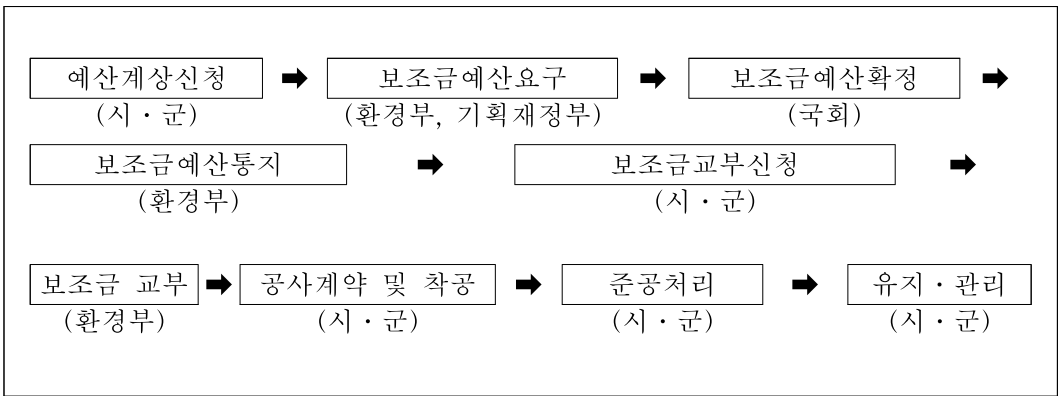 예산계상신청 ➡ 보조금예산요구 ➡ 보조금예산확정 ➡
(시・군) (환경부, 기획재정부) (국회)
보조금예산통지 ➡ 보조금교부신청 ➡
(환경부) (시・군)
보조금 교부 ➡ 공사계약 및 착공 ➡ 준공처리 ➡ 유지・관리
(환경부) (시・군) (시・군) (시・군)